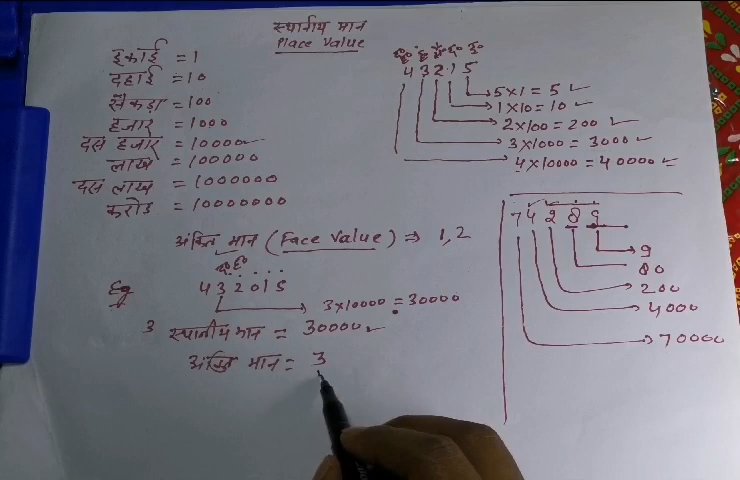 स्थानीय मान
Place Value
इकाई = 1
दहाई = 10
सैकड़ा = 100
हजार = 1000
दस हजार = 10000
लाख = 100000
दस लाख = 1000000
करोड = 10000000
43215
5×1 = 5
1×10 = 10
2×100 = 200
3×1000 = 3000
4×10000 = 40000
अंकित मान (Face Value) ⇒ 1, 2
Eg 432015
3×10000 = 30000
3 स्थानीय मान = 30000
अंकित मान = 3
74289
9
80
200
4000
70000